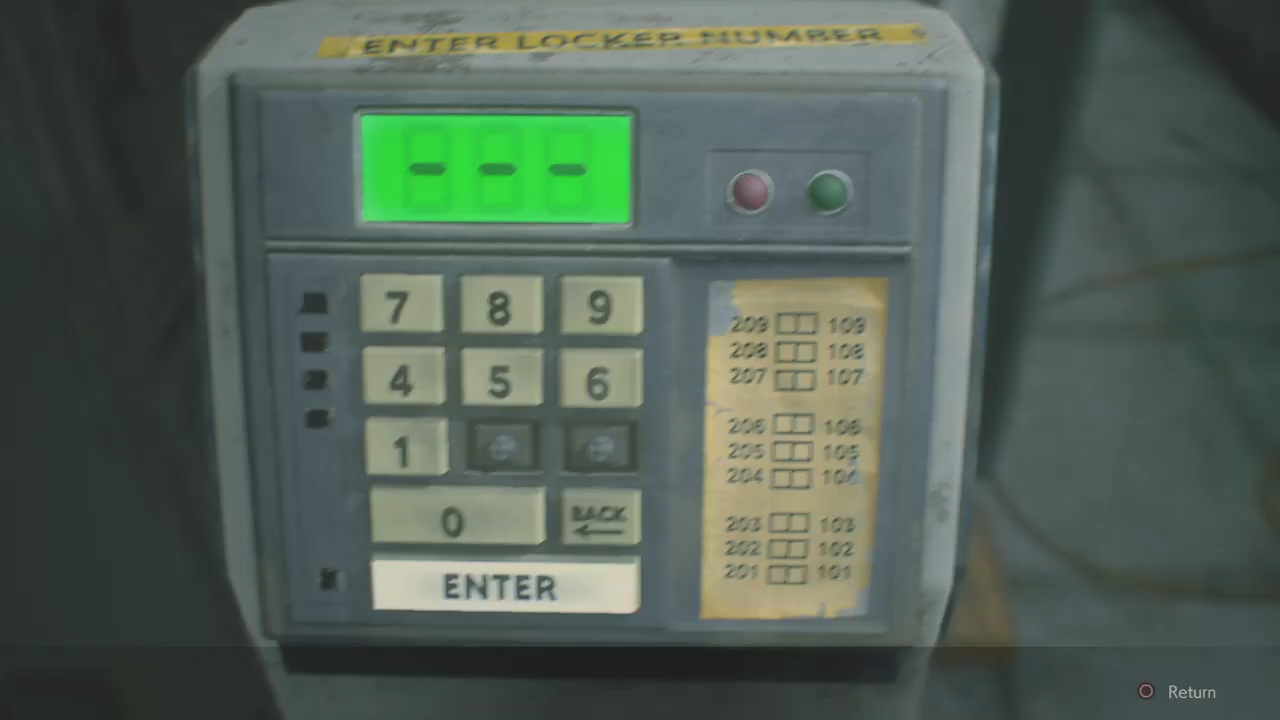 ENTER LOCKER NUMBER
- - -
7 8 9
4 5 6
1
0 BACK
ENTER
209 109
208 108
207 107
206 106
205 105
204 104
203 103
202 102
201 101
Return